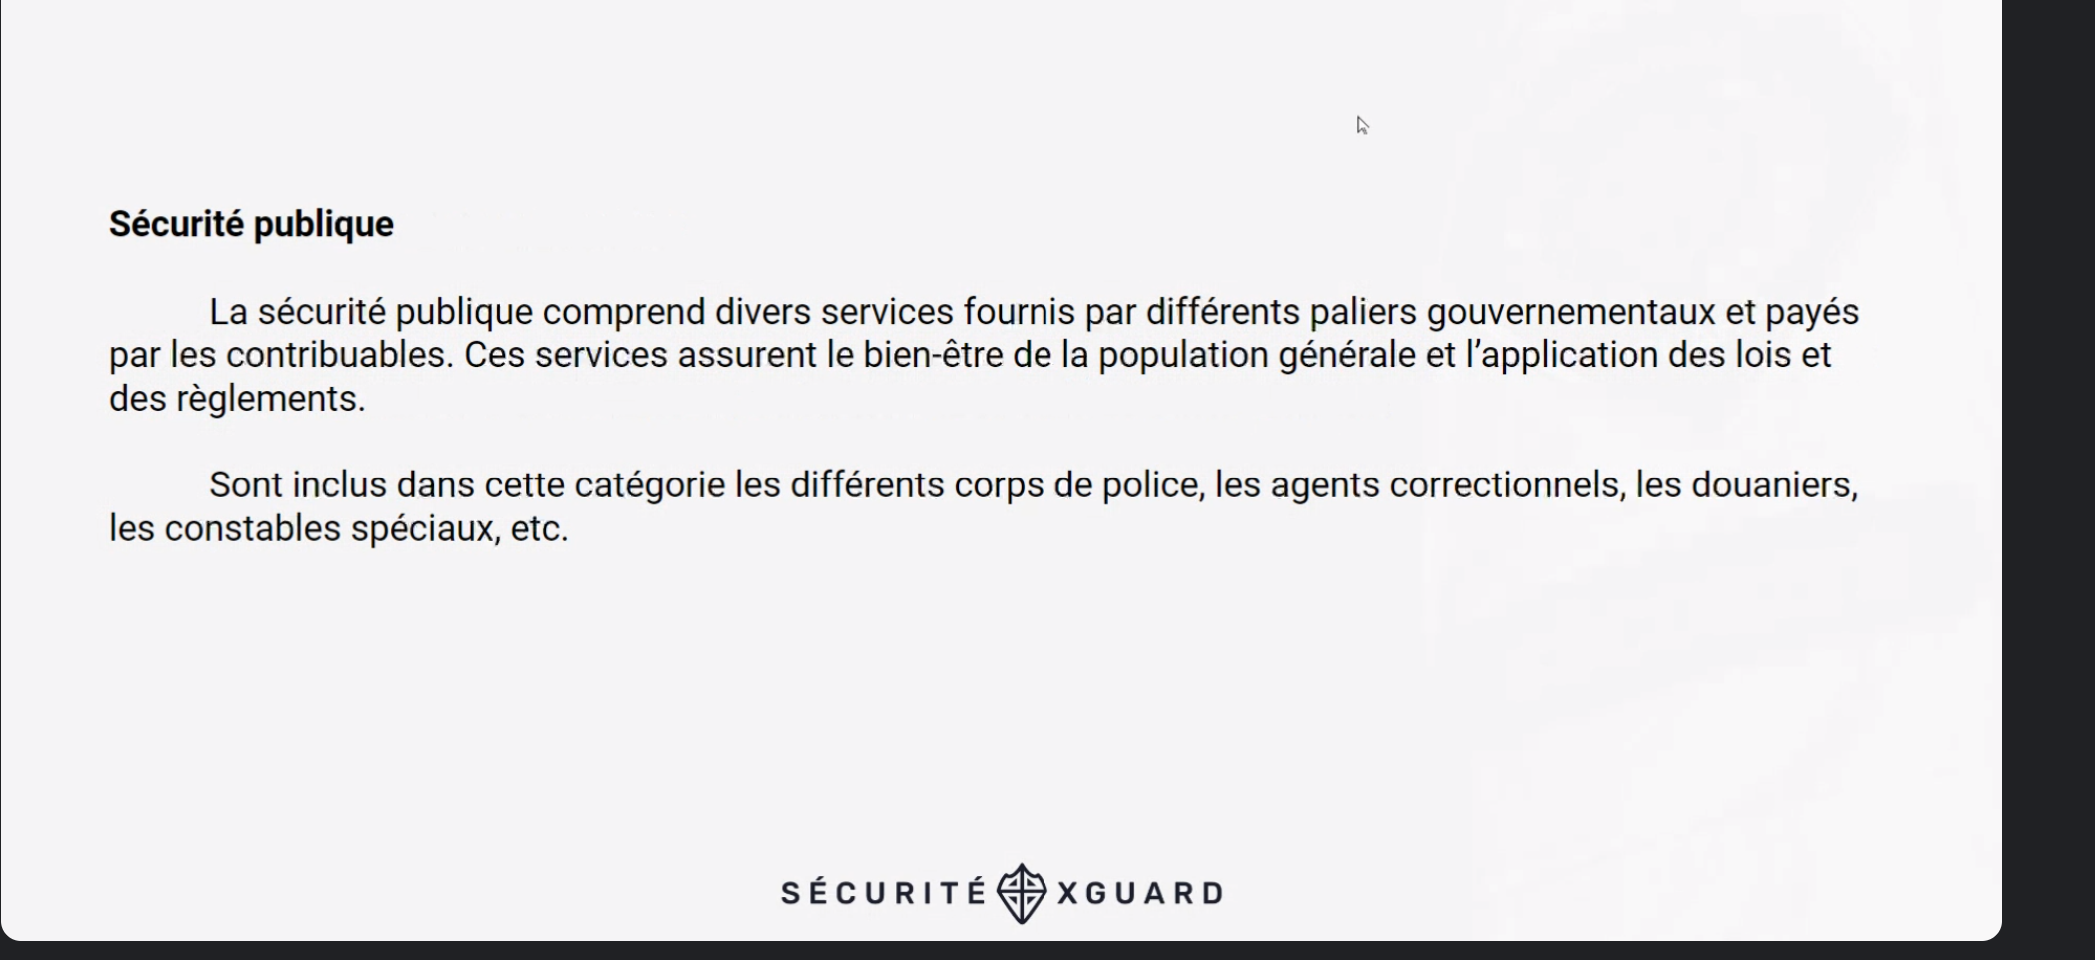 Sécurité publique
La sécurité publique comprend divers services fournis par différents paliers gouvernementaux et payés
par les contribuables. Ces services assurent le bien-être de la population générale et l’application des lois et
des règlements.
Sont inclus dans cette catégorie les différents corps de police, les agents correctionnels, les douaniers,
les constables spéciaux, etc.
SÉCURITÉ XGUARD